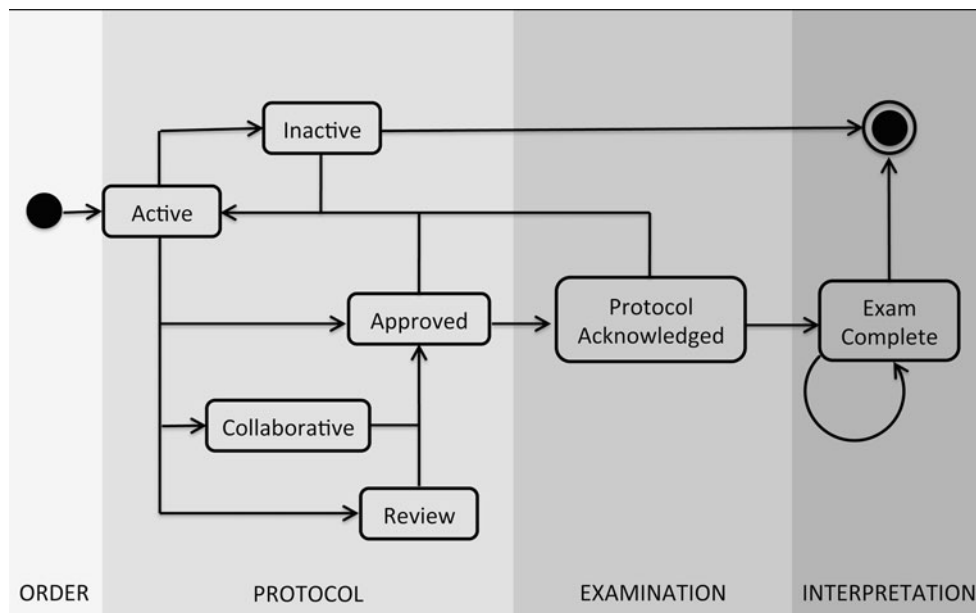 Inactive
Active
Approved
Protocol
Acknowledged
Exam
Complete
Collaborative
Review
ORDER
PROTOCOL
EXAMINATION
INTERPRETATION